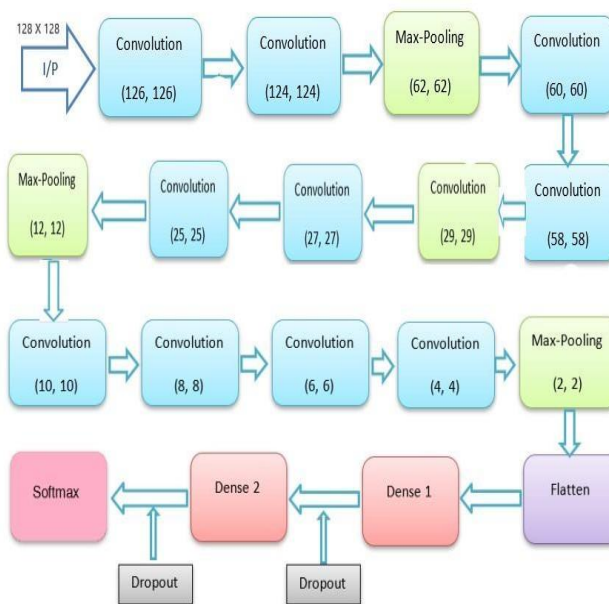 128 X 128
I/P
Convolution
(126, 126)
Convolution
(124, 124)
Max-Pooling
(62, 62)
Convolution
(60, 60)
Max-Pooling
(12, 12)
Convolution
(25, 25)
Convolution
(27, 27)
Convolution
(29, 29)
Convolution
(58, 58)
Convolution
(10, 10)
Convolution
(8, 8)
Convolution
(6, 6)
Convolution
(4, 4)
Max-Pooling
(2, 2)
Softmax
Dense 2
Dense 1
Flatten
Dropout
Dropout